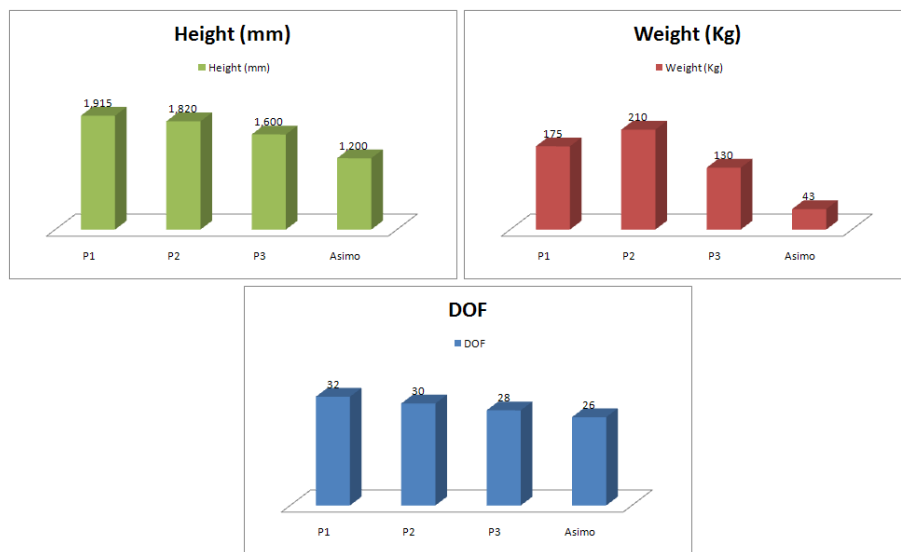 Height (mm)
Height (mm)
1,915
1,820
1,600
1,200
P1 P2 P3 Asimo
Weight (Kg)
Weight (Kg)
175
210
130
43
P1 P2 P3 Asimo
DOF
DOF
32
30
28
26
P1 P2 P3 Asimo